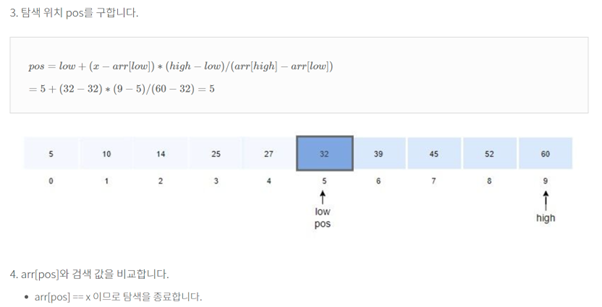 3. 탐색 위치 pos를 구합니다.
pos = low + (x − arr[low]) ∗ (high − low)/(arr[high] − arr[low])
= 5 + (32 − 32) ∗ (9 − 5)/(60 − 32) = 5
5 10 14 25 27 32 39 45 52 60
0 1 2 3 4 5 6 7 8 9
low high
pos
4. arr[pos]와 검색 값을 비교합니다.
• arr[pos] == x 이므로 탐색을 종료합니다.